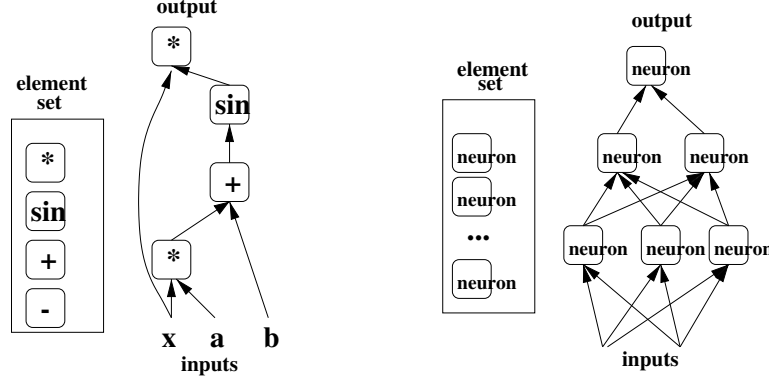 output
*
element
set
sin
*
sin
+
+
*
-
x a b
inputs
output
neuron
element
set
neuron
neuron
...
neuron
neuron neuron
neuron neuron neuron
inputs